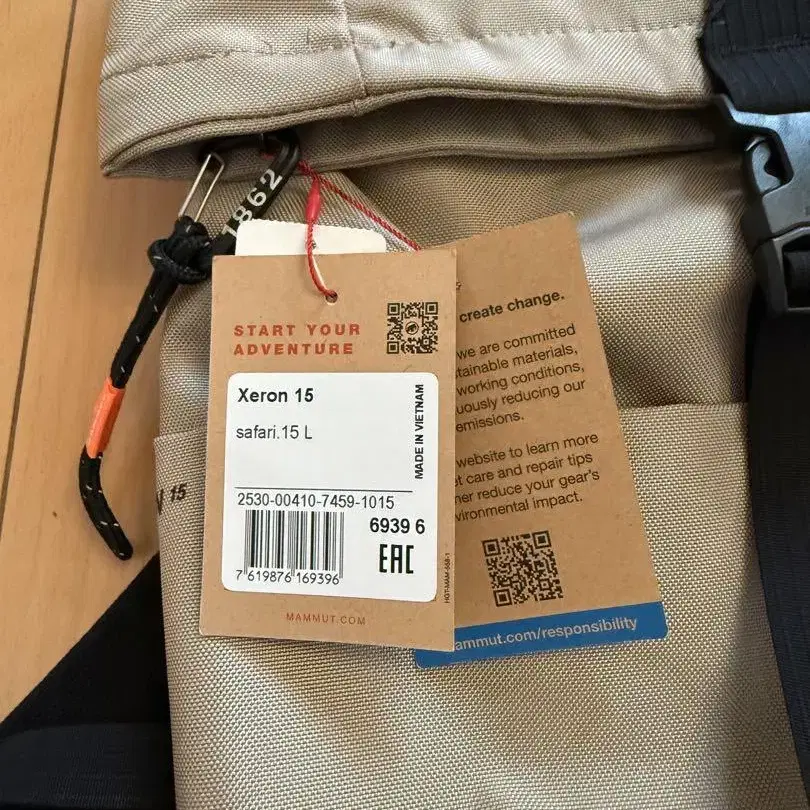 1862
START YOUR
ADVENTURE
Xeron 15
safari.15 L
MADE IN VIETNAM
2530-00410-7459-1015
6939 6
EAC
7 619876 169396
MAMMUT.COM
create change.
we are committed
tainable materials,
working conditions,
uously reducing our
emissions.
website to learn more
t care and repair tips
her reduce your gear's
vironmental impact.
ammut.com/responsibility
15